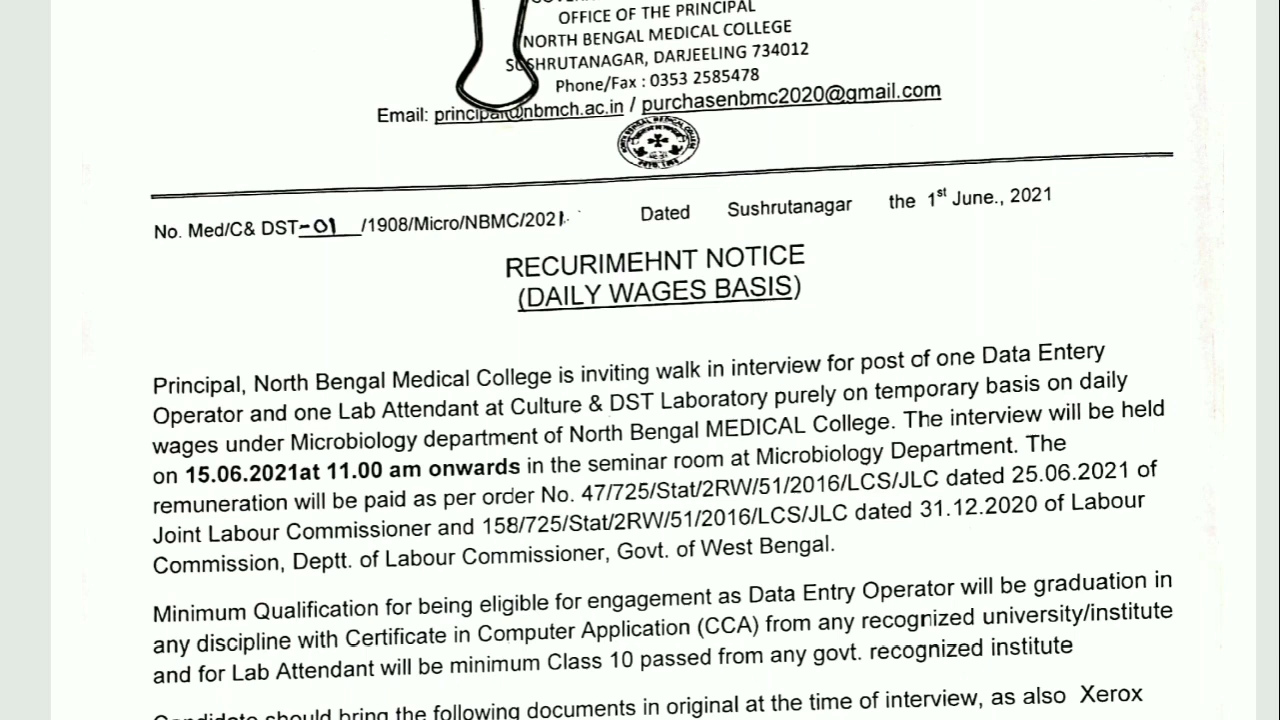 OFFICE OF THE PRINCIPAL
NORTH BENGAL MEDICAL COLLEGE
SUSHRUTANAGAR, DARJEELING 734012
Phone/Fax : 0353 2585478
Email: principal@nbmch.ac.in / purchasenbmc2020@gmail.com
No. Med/C& DST-01 /1908/Micro/NBMC/2021. Dated Sushrutanagar the 1st June., 2021
RECURIMEHNT NOTICE
(DAILY WAGES BASIS)
Principal, North Bengal Medical College is inviting walk in interview for post of one Data Entery
Operator and one Lab Attendant at Culture & DST Laboratory purely on temporary basis on daily
wages under Microbiology department of North Bengal MEDICAL College. The interview will be held
on 15.06.2021at 11.00 am onwards in the seminar room at Microbiology Department. The
remuneration will be paid as per order No. 47/725/Stat/2RW/51/2016/LCS/JLC dated 25.06.2021 of
Joint Labour Commissioner and 158/725/Stat/2RW/51/2016/LCS/JLC dated 31.12.2020 of Labour
Commission, Deptt. of Labour Commissioner, Govt. of West Bengal.
Minimum Qualification for being eligible for engagement as Data Entry Operator will be graduation in
any discipline with Certificate in Computer Application (CCA) from any recognized university/institute
and for Lab Attendant will be minimum Class 10 passed from any govt. recognized institute
Candidate should bring the following documents in original at the time of interview, as also Xerox